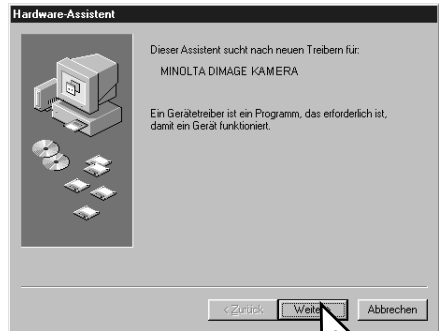 Hardware-Assistent
Dieser Assistent sucht nach neuen Treibern für:
MINOLTA DIMAGE KAMERA
Ein Gerätetreiber ist ein Programm, das erforderlich ist,
damit ein Gerät funktioniert.
< Zurück Weiter Abbrechen